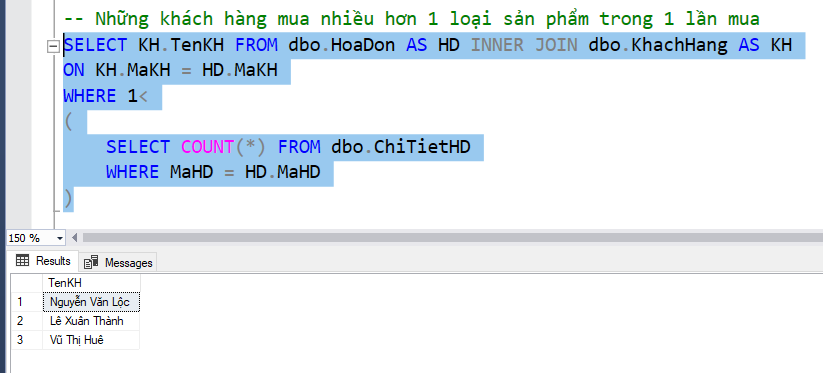 -- Những khách hàng mua nhiều hơn 1 loại sản phẩm trong 1 lần mua
SELECT KH.TenKH FROM dbo.HoaDon AS HD INNER JOIN dbo.KhachHang AS KH
ON KH.MaKH = HD.MaKH
WHERE 1<
(
SELECT COUNT(*) FROM dbo.ChiTietHD
WHERE MaHD = HD.MaHD
)
150 %
Results Messages
TenKH
1 Nguyễn Văn Lộc
2 Lê Xuân Thành
3 Vũ Thị Huê